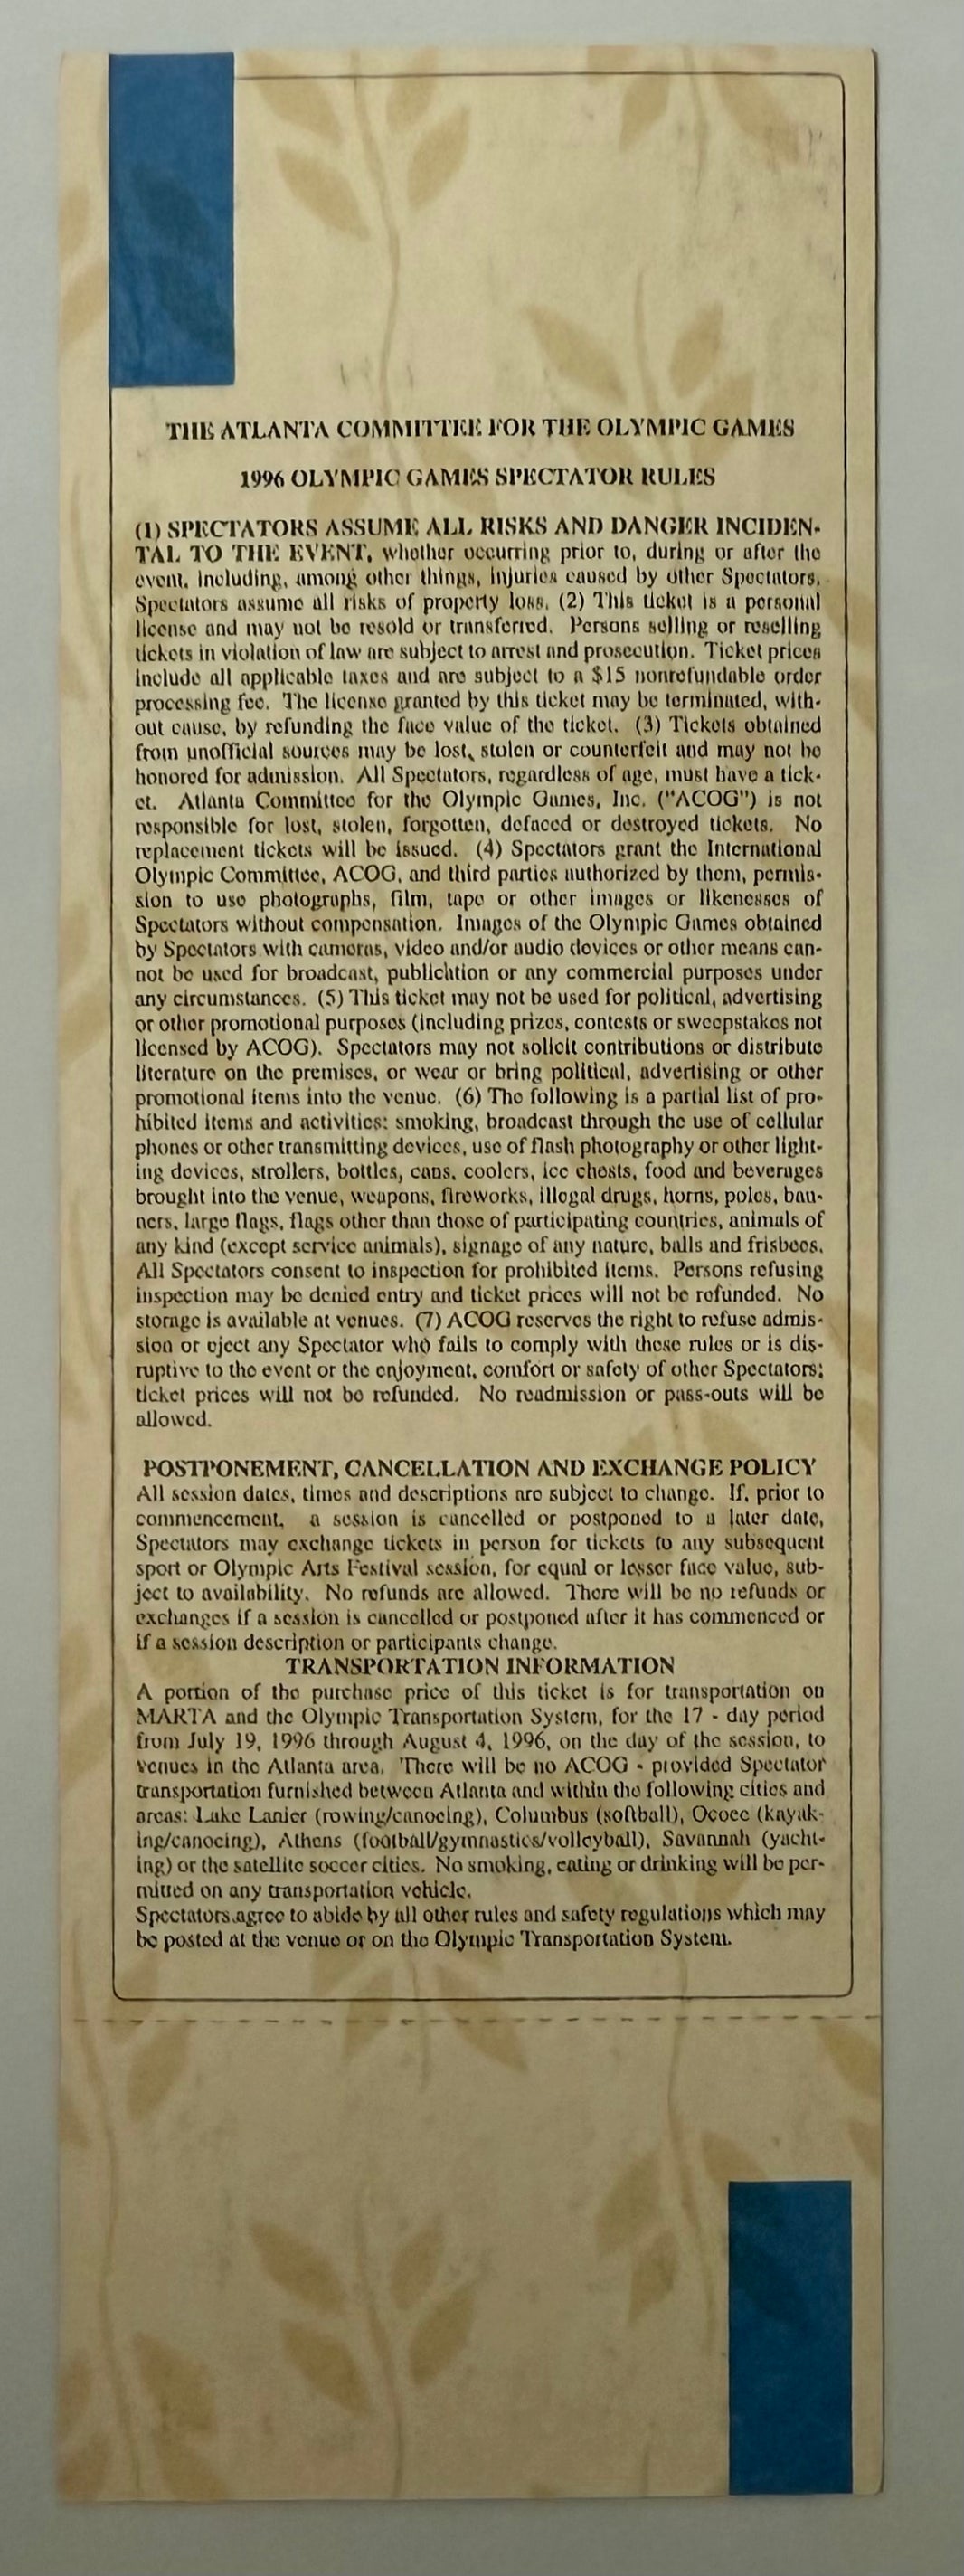 THE ATLANTA COMMITTEE FOR THE OLYMPIC GAMES
1996 OLYMPIC GAMES SPECTATOR RULES
(1) SPECTATORS ASSUME ALL RISKS AND DANGER INCIDEN-
TAL TO THE EVENT, whether occurring prior to, during or after the
event, including, among other things, injuries caused by other Spectators.
Spectators assume all risks of property loss. (2) This ticket is a personal
license and may not be resold or transferred. Persons selling or reselling
tickets in violation of law are subject to arrest and prosecution. Ticket prices
include all applicable taxes and are subject to a $15 nonrefundable order
processing fee. The license granted by this ticket may be terminated, with-
out cause, by refunding the face value of the ticket. (3) Tickets obtained
from unofficial sources may be lost, stolen or counterfeit and may not be
honored for admission. All Spectators, regardless of age, must have a tick-
et. Atlanta Committee for the Olympic Games, Inc. ("ACOG") is not
responsible for lost, stolen, forgotten, defaced or destroyed tickets. No
replacement tickets will be issued. (4) Spectators grant the International
Olympic Committee, ACOG, and third parties authorized by them, permis-
sion to use photographs, film, tape or other images or likenesses of
Spectators without compensation. Images of the Olympic Games obtained
by Spectators with cameras, video and/or audio devices or other means can-
not be used for broadcast, publication or any commercial purposes under
any circumstances. (5) This ticket may not be used for political, advertising
or other promotional purposes (including prizes, contests or sweepstakes not
licensed by ACOG). Spectators may not solicit contributions or distribute
literature on the premises, or wear or bring political, advertising or other
promotional items into the venue. (6) The following is a partial list of pro-
hibited items and activities: smoking, broadcast through the use of cellular
phones or other transmitting devices, use of flash photography or other light-
ing devices, strollers, bottles, cans, coolers, ice chests, food and beverages
brought into the venue, weapons, fireworks, illegal drugs, horns, poles, ban-
ners, large flags, flags other than those of participating countries, animals of
any kind (except service animals), signage of any nature, balls and frisbees.
All Spectators consent to inspection for prohibited items. Persons refusing
inspection may be denied entry and ticket prices will not be refunded. No
storage is available at venues. (7) ACOG reserves the right to refuse admis-
sion or eject any Spectator who fails to comply with these rules or is dis-
ruptive to the event or the enjoyment, comfort or safety of other Spectators;
ticket prices will not be refunded. No readmission or pass-outs will be
allowed.
POSTPONEMENT, CANCELLATION AND EXCHANGE POLICY
All session dates, times and descriptions are subject to change. If, prior to
commencement, a session is cancelled or postponed to a later date,
Spectators may exchange tickets in person for tickets to any subsequent
sport or Olympic Arts Festival session, for equal or lesser face value, sub-
ject to availability. No refunds are allowed. There will be no refunds or
exchanges if a session is cancelled or postponed after it has commenced or
if a session description or participants change.
TRANSPORTATION INFORMATION
A portion of the purchase price of this ticket is for transportation on
MARTA and the Olympic Transportation System, for the 17 - day period
from July 19, 1996 through August 4, 1996, on the day of the session, to
venues in the Atlanta area. There will be no ACOG - provided Spectator
transportation furnished between Atlanta and within the following cities and
areas: Lake Lanier (rowing/canoeing), Columbus (softball), Ocoee (kayak-
ing/canoeing), Athens (football/gymnastics/volleyball), Savannah (yacht-
ing) or the satellite soccer cities. No smoking, eating or drinking will be per-
mitted on any transportation vehicle.
Spectators agree to abide by all other rules and safety regulations which may
be posted at the venue or on the Olympic Transportation System.